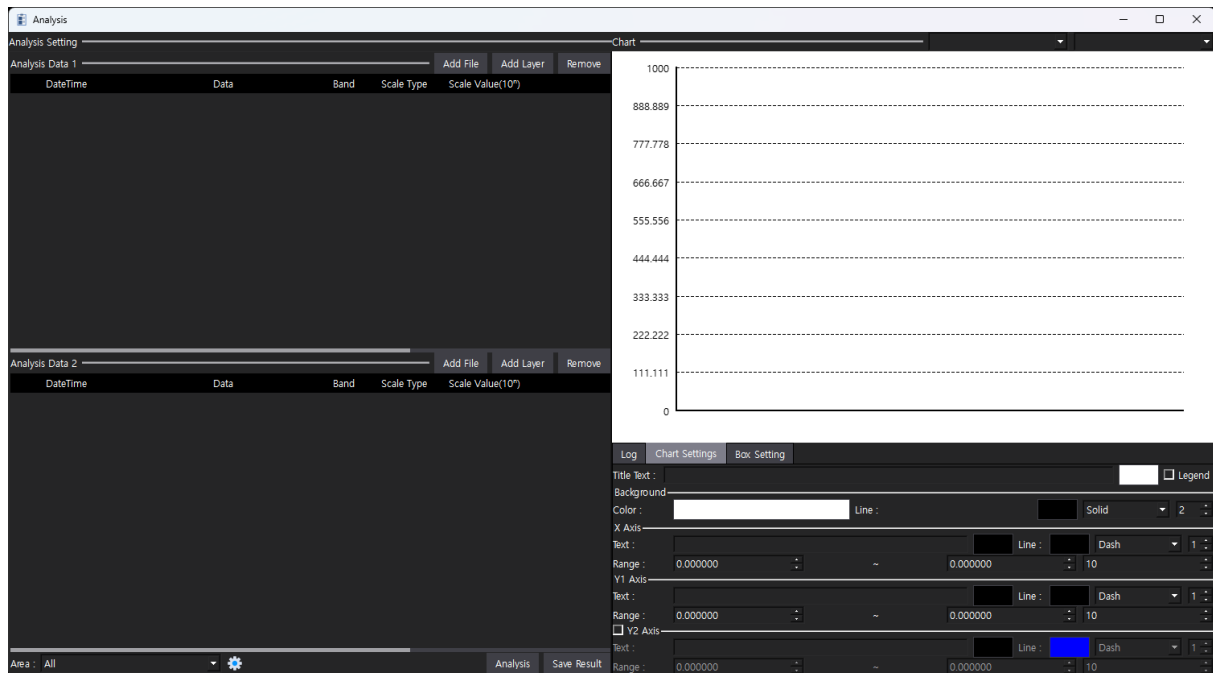 Analysis
Analysis Setting
Analysis Data 1 Add File Add Layer Remove
DateTime Data Band Scale Type Scale Value(10ⁿ)
Analysis Data 2 Add File Add Layer Remove
DateTime Data Band Scale Type Scale Value(10ⁿ)
Area : All Analysis Save Result
Chart
1000
888.889
777.778
666.667
555.556
444.444
333.333
222.222
111.111
0
Log Chart Settings Box Setting
Title Text : Legend
Background
Color : Line : Solid 2
X Axis
Text : Line : Dash 1
Range : 0.000000 ~ 0.000000 10
Y1 Axis
Text : Line : Dash 1
Range : 0.000000 ~ 0.000000 10
Y2 Axis
Text : Line : Dash 1
Range : 0.000000 ~ 0.000000 10